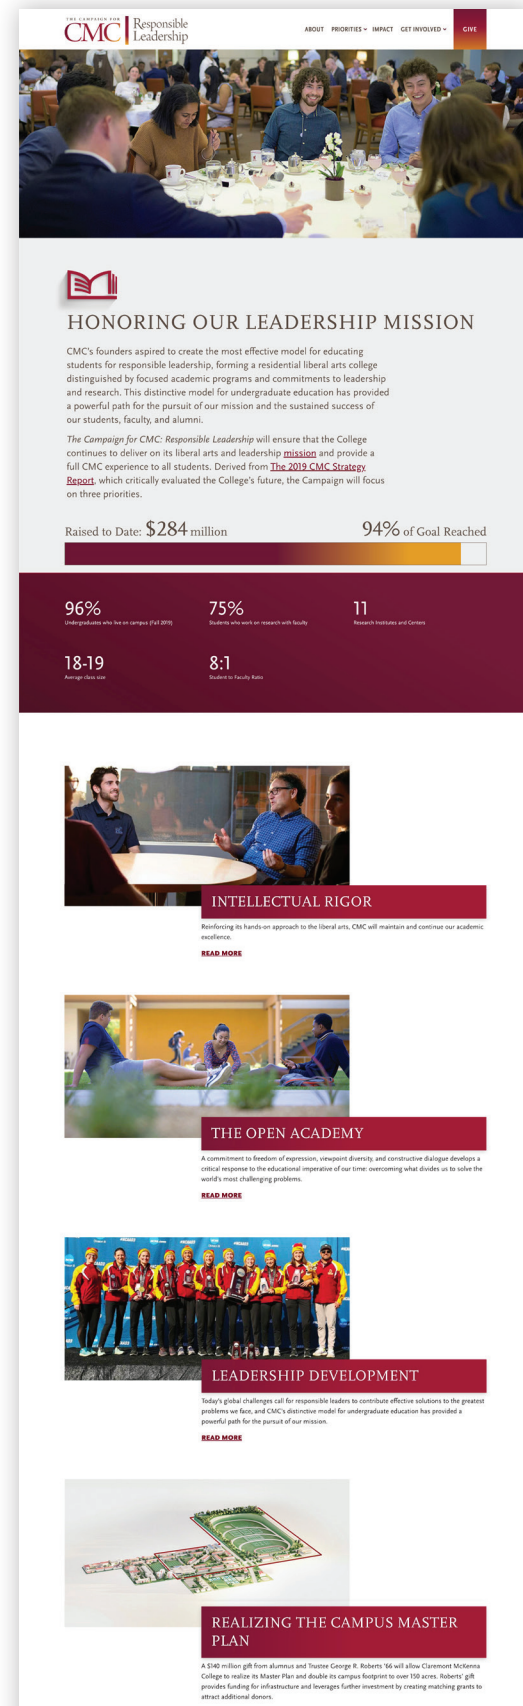 THE CAMPAIGN FOR
CMC Responsible
Leadership
ABOUT PRIORITIES IMPACT GET INVOLVED GIVE
HONORING OUR LEADERSHIP MISSION
CMC's founders aspired to create the most effective model for educating
students for responsible leadership, forming a residential liberal arts college
distinguished by focused academic programs and commitments to leadership
and research. This distinctive model for undergraduate education has provided
a powerful path for the pursuit of our mission and the sustained success of
our students, faculty, and alumni.
The Campaign for CMC: Responsible Leadership will ensure that the College
continues to deliver on its liberal arts and leadership mission and provide a
full CMC experience to all students. Derived from The 2019 CMC Strategy
Report, which critically evaluated the College's future, the Campaign will focus
on three priorities.
Raised to Date: $284 million 94% of Goal Reached
96% 75% 11
Undergraduates who live on campus (Fall 2019) Students who work on research with faculty Research Institutes and Centers
18-19 8:1
Average class size Student to Faculty Ratio
INTELLECTUAL RIGOR
Reinforcing its hands-on approach to the liberal arts, CMC will maintain and continue our academic
excellence.
READ MORE
THE OPEN ACADEMY
A commitment to freedom of expression, viewpoint diversity, and constructive dialogue develops a
critical response to the educational imperative of our time: overcoming what divides us to solve the
world's most challenging problems.
READ MORE
LEADERSHIP DEVELOPMENT
Today's global challenges call for responsible leaders to contribute effective solutions to the greatest
problems we face, and CMC's distinctive model for undergraduate education has provided a
powerful path for the pursuit of our mission.
READ MORE
REALIZING THE CAMPUS MASTER
PLAN
A $140 million gift from alumnus and Trustee George R. Roberts '66 will allow Claremont McKenna
College to realize its Master Plan and double its campus footprint to over 150 acres. Roberts' gift
provides funding for infrastructure and leverages further investment by creating matching grants to
attract additional donors.